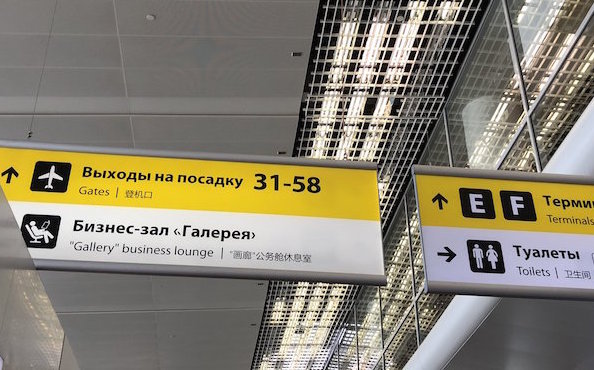 Выходы на посадку 31-58
Gates | 登机口
Бизнес-зал «Галерея»
"Gallery" business lounge | "画廊"公务舱休息室
E F
Terminals
Туалеты
Toilets | 卫生间